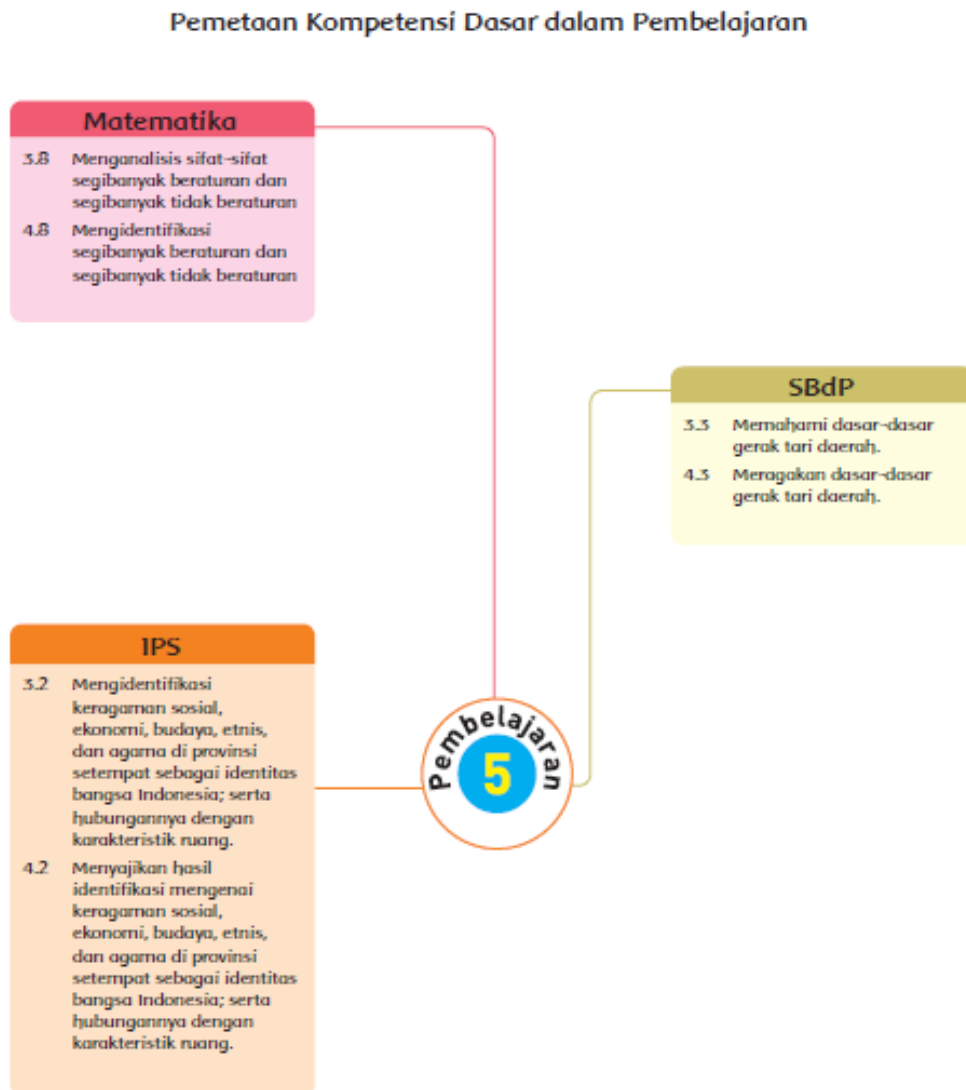 Pemetaan Kompetensi Dasar dalam Pembelajaran
Matematika
3.8 Menganalisis sifat-sifat
segibanyak beraturan dan
segibanyak tidak beraturan
4.8 Mengidentifikasi
segibanyak beraturan dan
segibanyak tidak beraturan
SBdP
3.3 Memahami dasar-dasar
gerak tari daerah.
4.3 Meragakan dasar-dasar
gerak tari daerah.
IPS
3.2 Mengidentifikasi
keragaman sosial,
ekonomi, budaya, etnis,
dan agama di provinsi
setempat sebagai identitas
bangsa Indonesia; serta
hubungannya dengan
karakteristik ruang.
4.2 Menyajikan hasil
identifikasi mengenai
keragaman sosial,
ekonomi, budaya, etnis,
dan agama di provinsi
setempat sebagai identitas
bangsa Indonesia; serta
hubungannya dengan
karakteristik ruang.
Pembelajaran
5